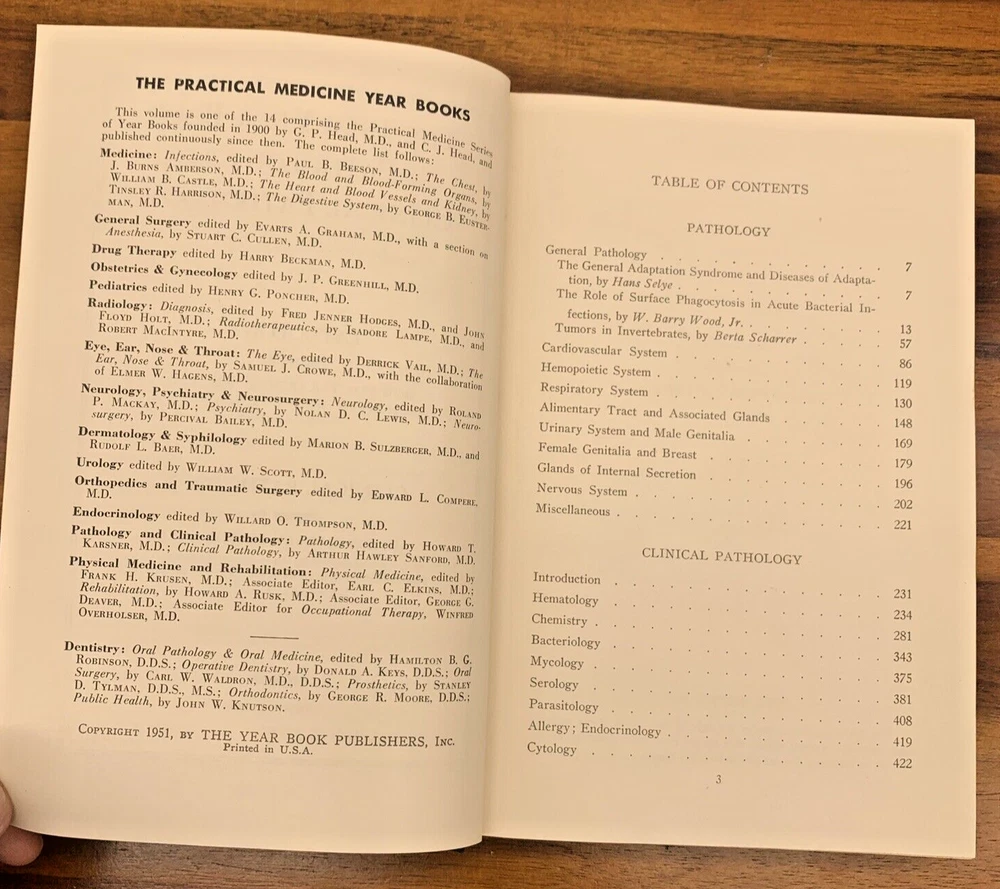 THE PRACTICAL MEDICINE YEAR BOOKS
This volume is one of the 14 comprising the Practical Medicine Series
of Year Books founded in 1900 by G. P. Head, M.D., and C. J. Head, and
published continuously since then. The complete list follows:
Medicine: Infections, edited by PAUL B. BEESON, M.D.; The Chest, by
J. BURNS AMBERSON, M.D.; The Blood and Blood-Forming Organs, by
WILLIAM B. CASTLE, M.D.; The Heart and Blood Vessels and Kidney, by
TINSLEY R. HARRISON, M.D.; The Digestive System, by GEORGE B. EUSTER-
MAN, M.D.
General Surgery edited by EVARTS A. GRAHAM, M.D., with a section on
Anesthesia, by STUART C. CULLEN, M.D.
Drug Therapy edited by HARRY BECKMAN, M.D.
Obstetrics & Gynecology edited by J. P. GREENHILL, M.D.
Pediatrics edited by HENRY G. PONCHER, M.D.
Radiology: Diagnosis, edited by FRED JENNER HODGES, M.D., and JOHN
FLOYD HOLT, M.D.; Radiotherapeutics, by ISADORE LAMPE, M.D., and
ROBERT MACINTYRE, M.D.
Eye, Ear, Nose & Throat: The Eye, edited by DERRICK VAIL, M.D.; The
Ear, Nose & Throat, by SAMUEL J. CROWE, M.D., with the collaboration
of ELMER W. HAGENS, M.D.
Neurology, Psychiatry & Neurosurgery: Neurology, edited by ROLAND
P. MACKAY, M.D.; Psychiatry, by NOLAN D. C. LEWIS, M.D.; Neuro-
surgery, by PERCIVAL BAILEY, M.D.
Dermatology & Syphilology edited by MARION B. SULZBERGER, M.D., and
RUDOLF L. BAER, M.D.
Urology edited by WILLIAM W. SCOTT, M.D.
Orthopedics and Traumatic Surgery edited by EDWARD L. COMPERE,
M.D.
Endocrinology edited by WILLARD O. THOMPSON, M.D.
Pathology and Clinical Pathology: Pathology, edited by HOWARD T.
KARSNER, M.D.; Clinical Pathology, by ARTHUR HAWLEY SANFORD, M.D.
Physical Medicine and Rehabilitation: Physical Medicine, edited by
FRANK H. KRUSEN, M.D.; Associate Editor, EARL C. ELKINS, M.D.;
Rehabilitation, by HOWARD A. RUSK, M.D.; Associate Editor, GEORGE G.
DEAVER, M.D.; Associate Editor for Occupational Therapy, WINFRED
OVERHOLSER, M.D.
Dentistry: Oral Pathology & Oral Medicine, edited by HAMILTON B. G.
ROBINSON, D.D.S.; Operative Dentistry, by DONALD A. KEYS, D.D.S.; Oral
Surgery, by CARL W. WALDRON, M.D., D.D.S.; Prosthetics, by STANLEY
D. TYLMAN, D.D.S., M.S.; Orthodontics, by GEORGE R. MOORE, D.D.S.;
Public Health, by JOHN W. KNUTSON.
COPYRIGHT 1951, BY THE YEAR BOOK PUBLISHERS, INC.
Printed in U.S.A.
TABLE OF CONTENTS
PATHOLOGY
General Pathology . . . . . . . . . . . . 7
The General Adaptation Syndrome and Diseases of Adapta-
tion, by Hans Selye . . . . . . . . . . . 7
The Role of Surface Phagocytosis in Acute Bacterial In-
fections, by W. Barry Wood, Jr. . . . . . . . 13
Tumors in Invertebrates, by Berta Scharrer . . . . . 57
Cardiovascular System . . . . . . . . . . . 86
Hemopoietic System . . . . . . . . . . . . 119
Respiratory System . . . . . . . . . . . . 130
Alimentary Tract and Associated Glands . . . . . . 148
Urinary System and Male Genitalia . . . . . . . . 169
Female Genitalia and Breast . . . . . . . . . . 179
Glands of Internal Secretion . . . . . . . . . . 196
Nervous System . . . . . . . . . . . . . 202
Miscellaneous . . . . . . . . . . . . . . 221
CLINICAL PATHOLOGY
Introduction . . . . . . . . . . . . . . 231
Hematology . . . . . . . . . . . . . . 234
Chemistry . . . . . . . . . . . . . . . 281
Bacteriology . . . . . . . . . . . . . . 343
Mycology . . . . . . . . . . . . . . . 375
Serology . . . . . . . . . . . . . . . 381
Parasitology . . . . . . . . . . . . . . 408
Allergy; Endocrinology . . . . . . . . . . . 419
Cytology . . . . . . . . . . . . . . . 422
3